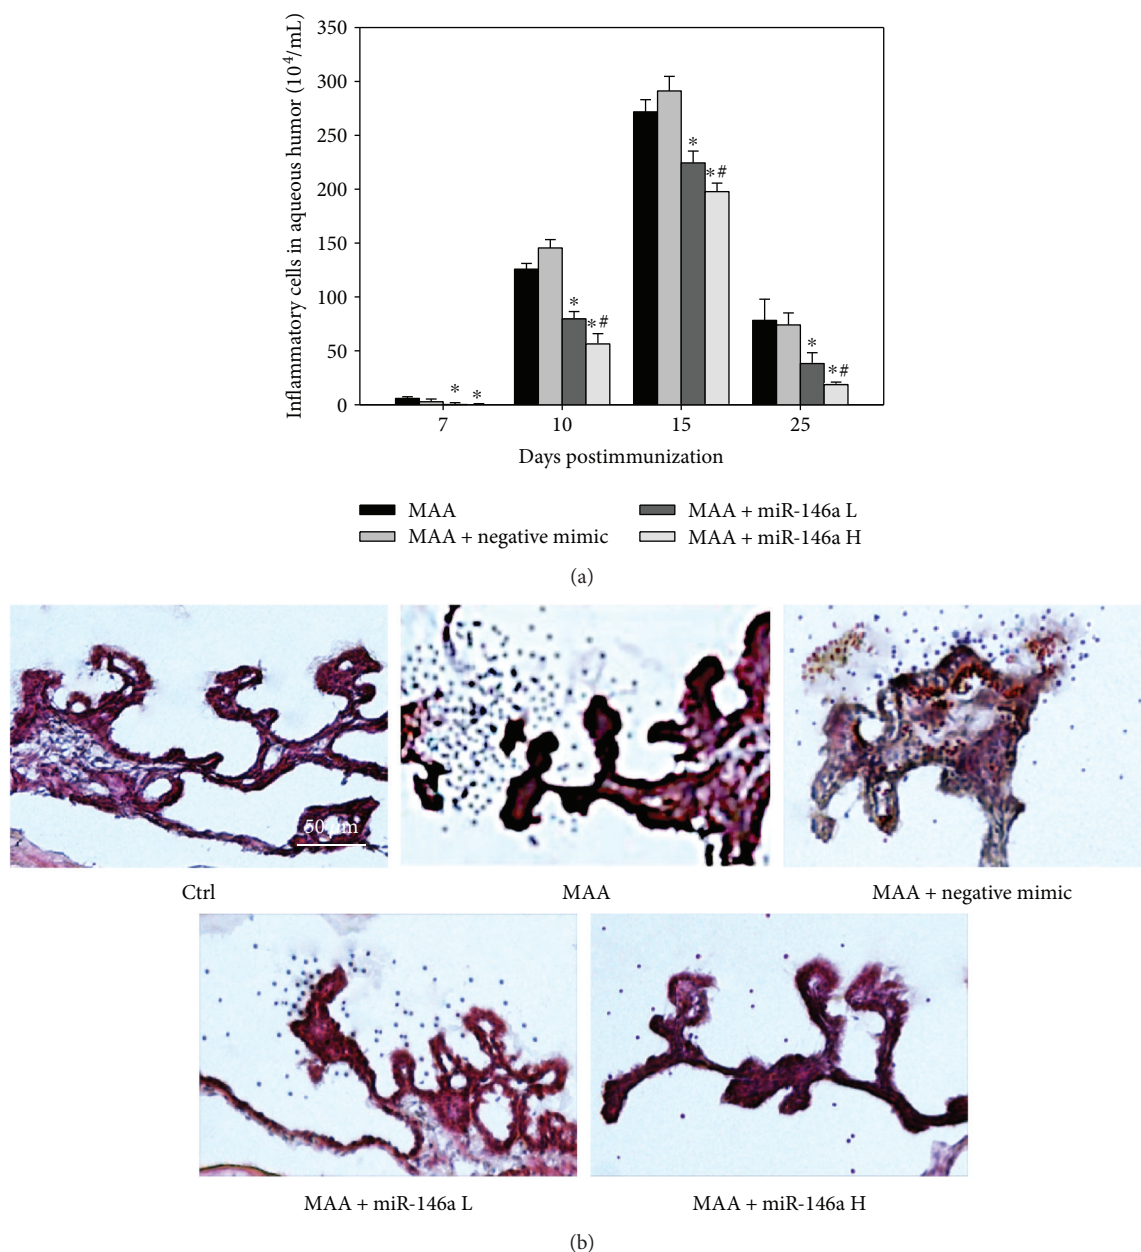 350
300
250
200
150
100
50
0
Inflammatory cells in aqueous humor (10⁴/mL)
* *
* *#
* *#
* *#
7 10 15 25
Days postimmunization
MAA MAA + miR-146a L
MAA + negative mimic MAA + miR-146a H
(a)
50 μm
Ctrl MAA MAA + negative mimic
MAA + miR-146a L MAA + miR-146a H
(b)